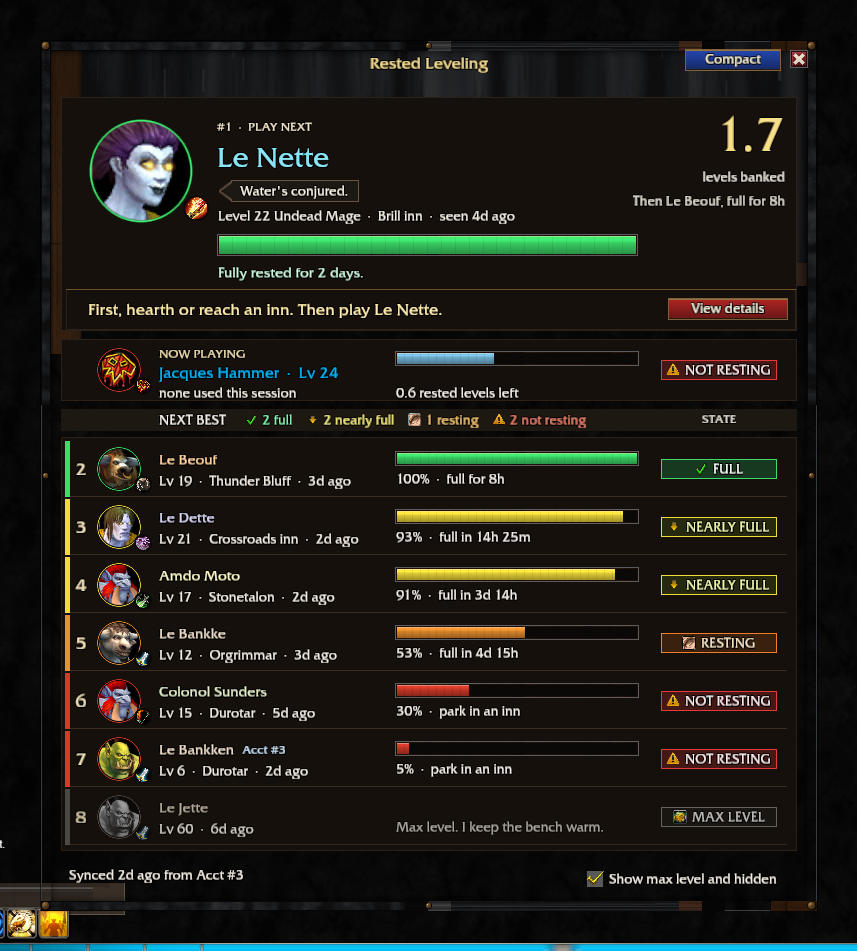 Rested Leveling
Compact
#1 · PLAY NEXT
Le Nette
Water's conjured.
Level 22 Undead Mage · Brill inn · seen 4d ago
Fully rested for 2 days.
1.7
levels banked
Then Le Beouf, full for 8h
First, hearth or reach an inn. Then play Le Nette.
View details
NOW PLAYING
Jacques Hammer · Lv 24
none used this session
0.6 rested levels left
NOT RESTING
NEXT BEST
2 full
2 nearly full
1 resting
2 not resting
STATE
2
Le Beouf
Lv 19 · Thunder Bluff · 3d ago
100% · full for 8h
FULL
3
Le Dette
Lv 21 · Crossroads inn · 2d ago
93% · full in 14h 25m
NEARLY FULL
4
Amdo Moto
Lv 17 · Stonetalon · 2d ago
91% · full in 3d 14h
NEARLY FULL
5
Le Bankke
Lv 12 · Orgrimmar · 3d ago
53% · full in 4d 15h
RESTING
6
Colonol Sunders
Lv 15 · Durotar · 5d ago
30% · park in an inn
NOT RESTING
7
Le Bankken Acct #3
Lv 6 · Durotar · 2d ago
5% · park in an inn
NOT RESTING
8
Le Jette
Lv 60 · 6d ago
Max level. I keep the bench warm.
MAX LEVEL
Synced 2d ago from Acct #3
Show max level and hidden